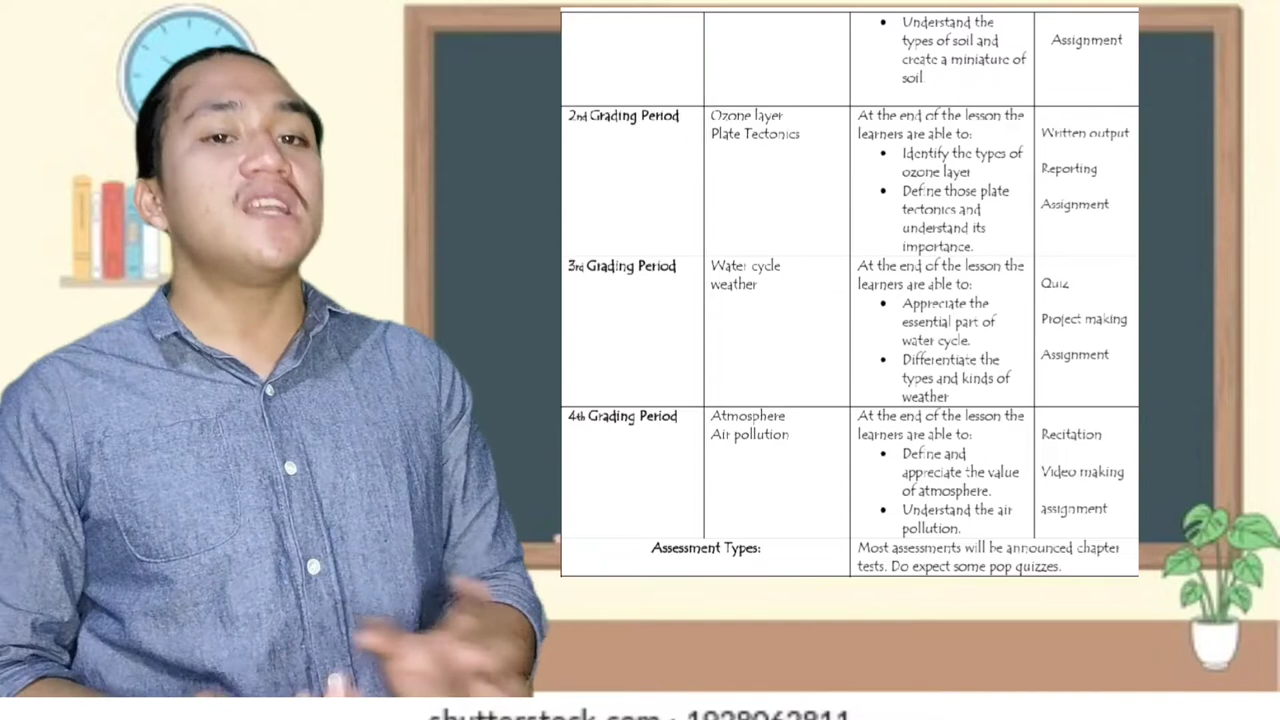 Understand the
types of soil and
create a miniature of
soil.
Assignment
2nd Grading Period
Ozone layer
Plate Tectonics
At the end of the lesson the
learners are able to:
Identify the types of
ozone layer
Define those plate
tectonics and
understand its
importance.
Written output
Reporting
Assignment
3rd Grading Period
Water cycle
weather
At the end of the lesson the
learners are able to:
Appreciate the
essential part of
water cycle.
Differentiate the
types and kinds of
weather
Quiz
Project making
Assignment
4th Grading Period
Atmosphere
Air pollution
At the end of the lesson the
learners are able to:
Define and
appreciate the value
of atmosphere.
Understand the air
pollution.
Recitation
Video making
assignment
Assessment Types:
Most assessments will be announced chapter
tests. Do expect some pop quizzes.
shutterstock.com · 1928062811